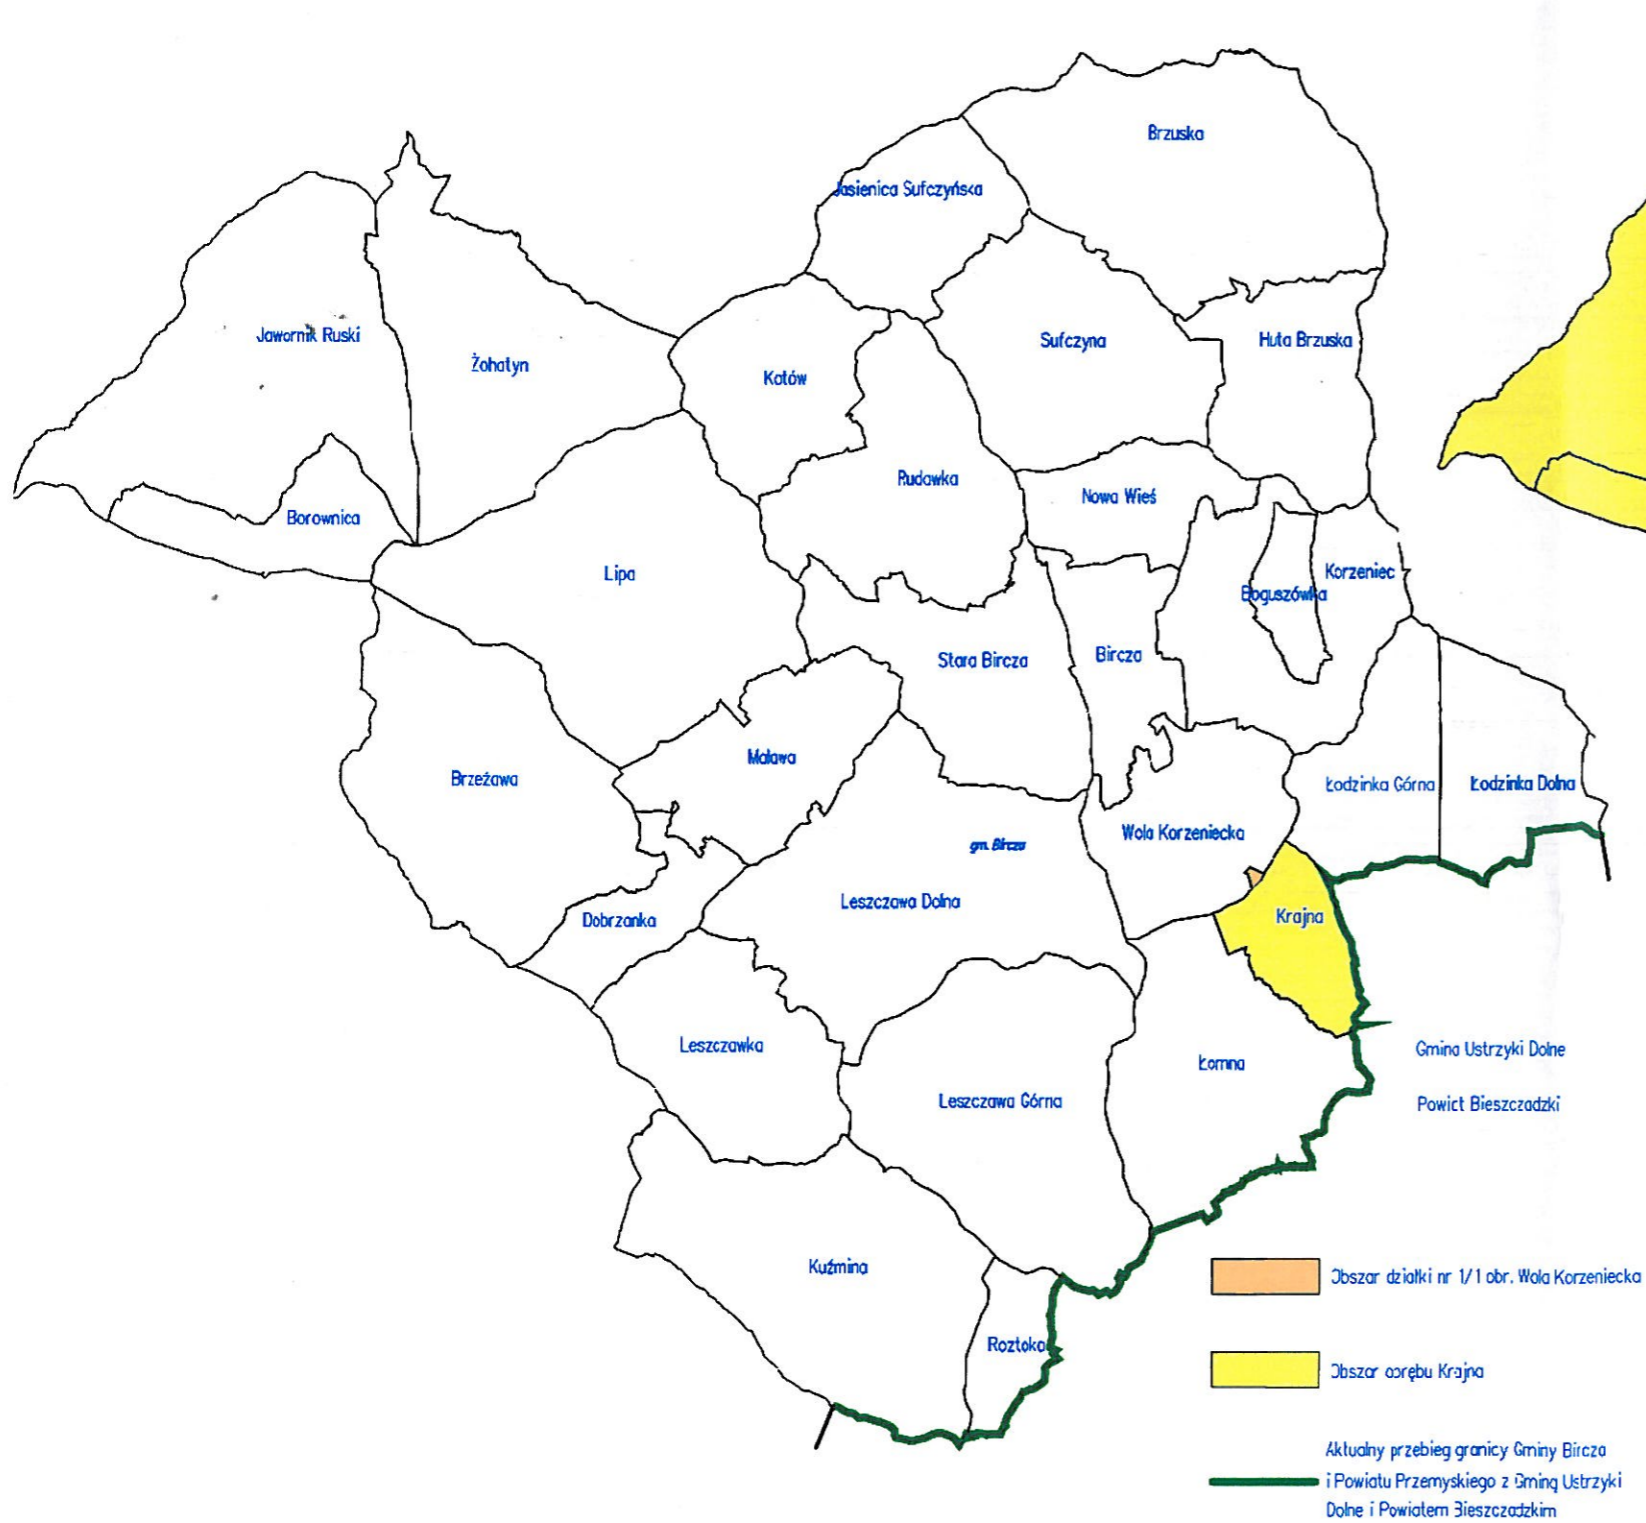 Brzuska
Jasienica Sufczyńska
Jawornik Ruski
Żohatyn
Kotów
Sufczyna
Huta Brzuska
Rudawka
Nowa Wieś
Borownica
Lipa
Korzeniec
Boguszówka
Stara Bircza
Bircza
Brzeżawa
Malawa
Łodzinka Górna
Łodzinka Dolna
Wola Korzeniecka
gm. Bircza
Leszczawa Dolna
Dobrzanka
Krajna
Leszczawka
Łomna
Gmina Ustrzyki Dolne
Leszczawa Górna
Powiat Bieszczadzki
Kuźmina
Roztoka
Obszar działki nr 1/1 obr. Wola Korzeniecka
Obszar obrębu Krajna
Aktualny przebieg granicy Gminy Bircza
i Powiatu Przemyskiego z Gminą Ustrzyki
Dolne i Powiatem Bieszczadzkim